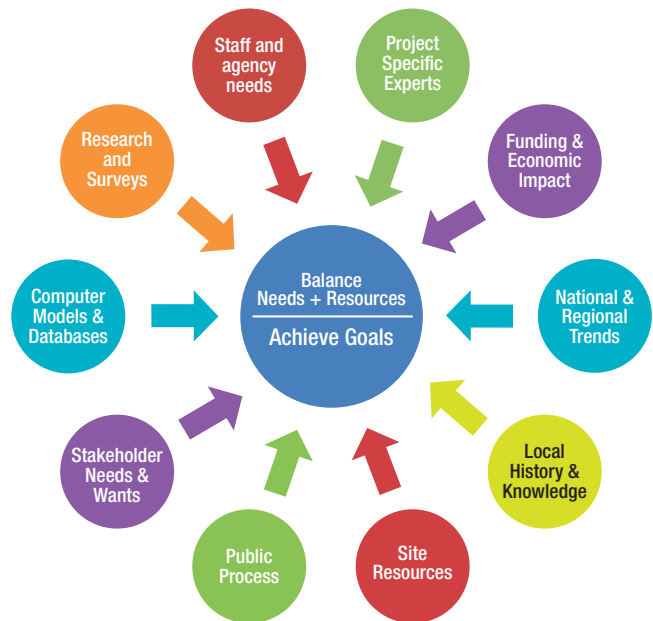 Staff and
agency
needs
Project
Specific
Experts
Research
and
Surveys
Funding &
Economic
Impact
Balance
Needs + Resources
Achieve Goals
Computer
Models &
Databases
National &
Regional
Trends
Stakeholder
Needs &
Wants
Local
History &
Knowledge
Public
Process
Site
Resources